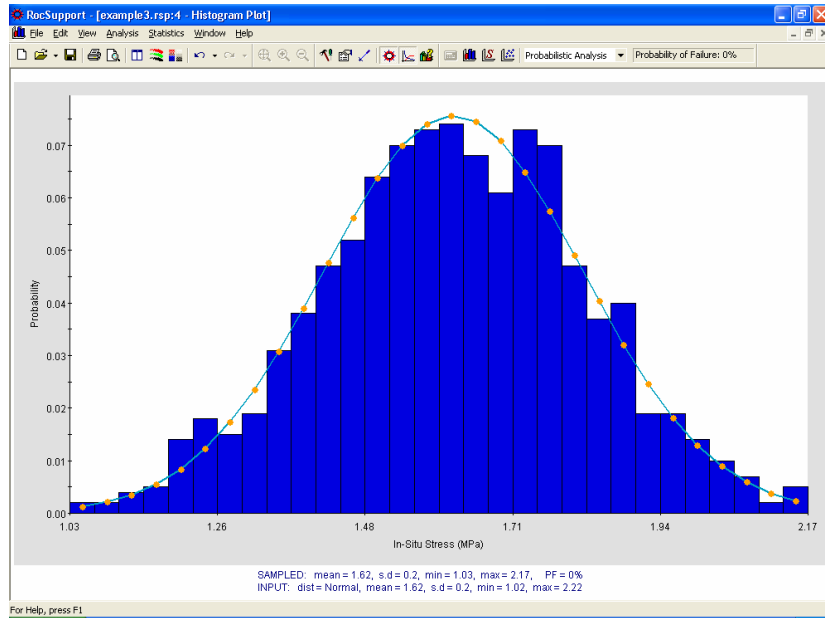 RocSupport - [example3.rsp:4 - Histogram Plot]
File Edit View Analysis Statistics Window Help
Probabilistic Analysis Probability of Failure: 0%
0.07
0.06
0.05
0.04
0.03
0.02
0.01
0.00
Probability
1.03 1.26 1.48 1.71 1.94 2.17
In-Situ Stress (MPa)
SAMPLED: mean = 1.62, s.d = 0.2, min = 1.03, max = 2.17, PF = 0%
INPUT: dist = Normal, mean = 1.62, s.d = 0.2, min = 1.02, max = 2.22
For Help, press F1